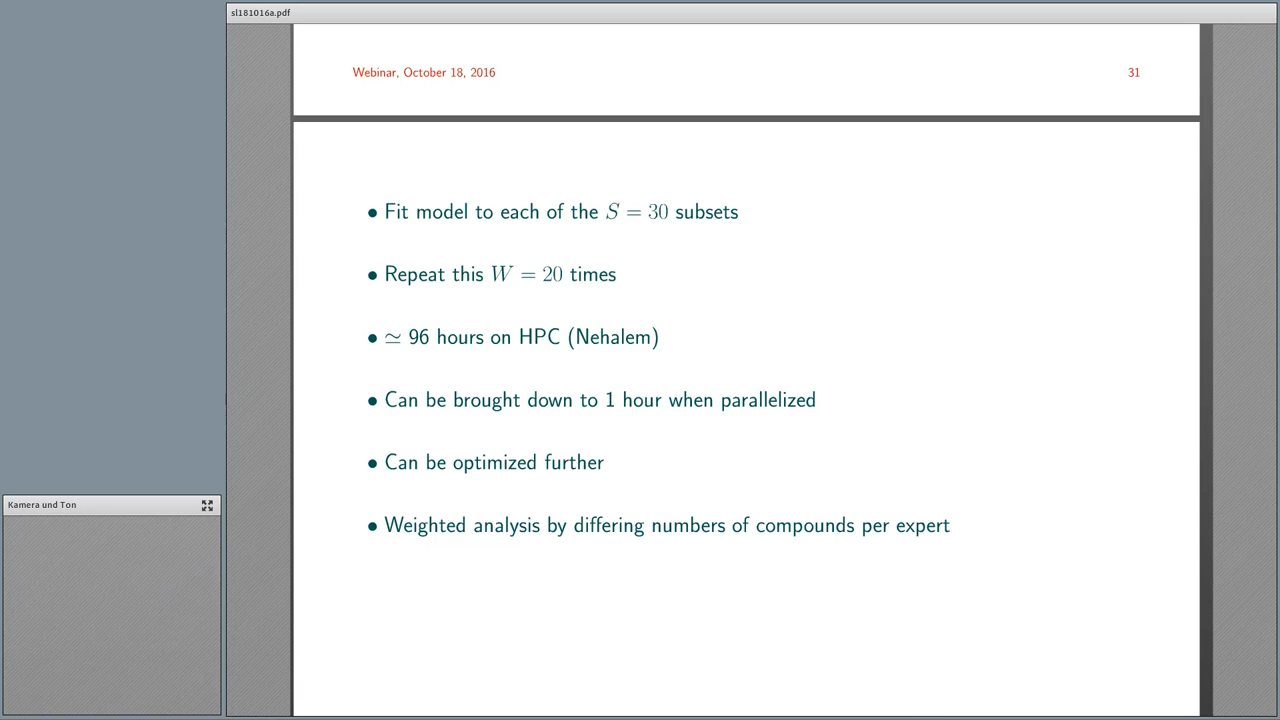 sl181016a.pdf
Webinar, October 18, 2016 31
• Fit model to each of the S = 30 subsets
• Repeat this W = 20 times
• ≃ 96 hours on HPC (Nehalem)
• Can be brought down to 1 hour when parallelized
• Can be optimized further
• Weighted analysis by differing numbers of compounds per expert
Kamera und Ton